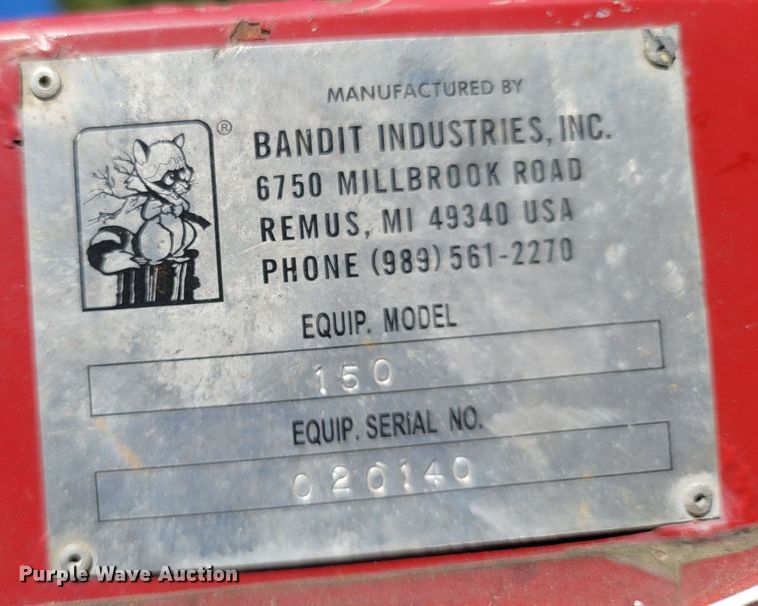 MANUFACTURED BY
®
BANDIT INDUSTRIES, INC.
6750 MILLBROOK ROAD
REMUS, MI 49340 USA
PHONE (989) 561-2270
EQUIP. MODEL
150
EQUIP. SERIAL NO.
020140
Purple Wave Auction